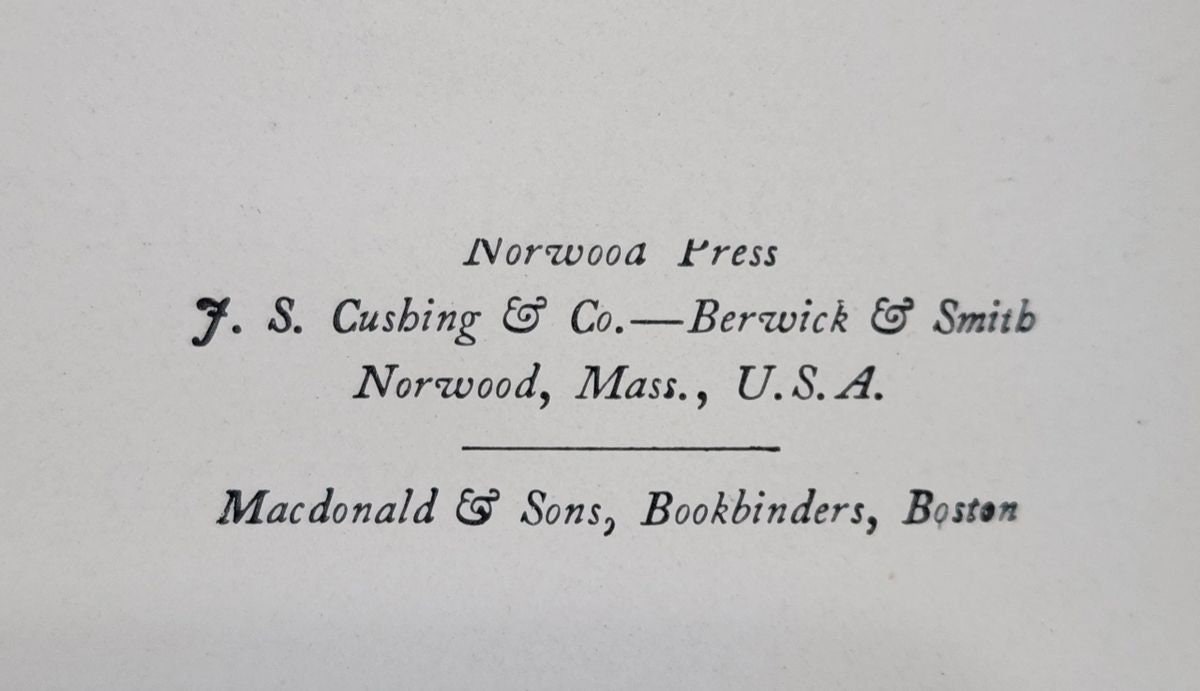 Norwood Press
J. S. Cushing & Co.—Berwick & Smith
Norwood, Mass., U.S.A.
Macdonald & Sons, Bookbinders, Boston